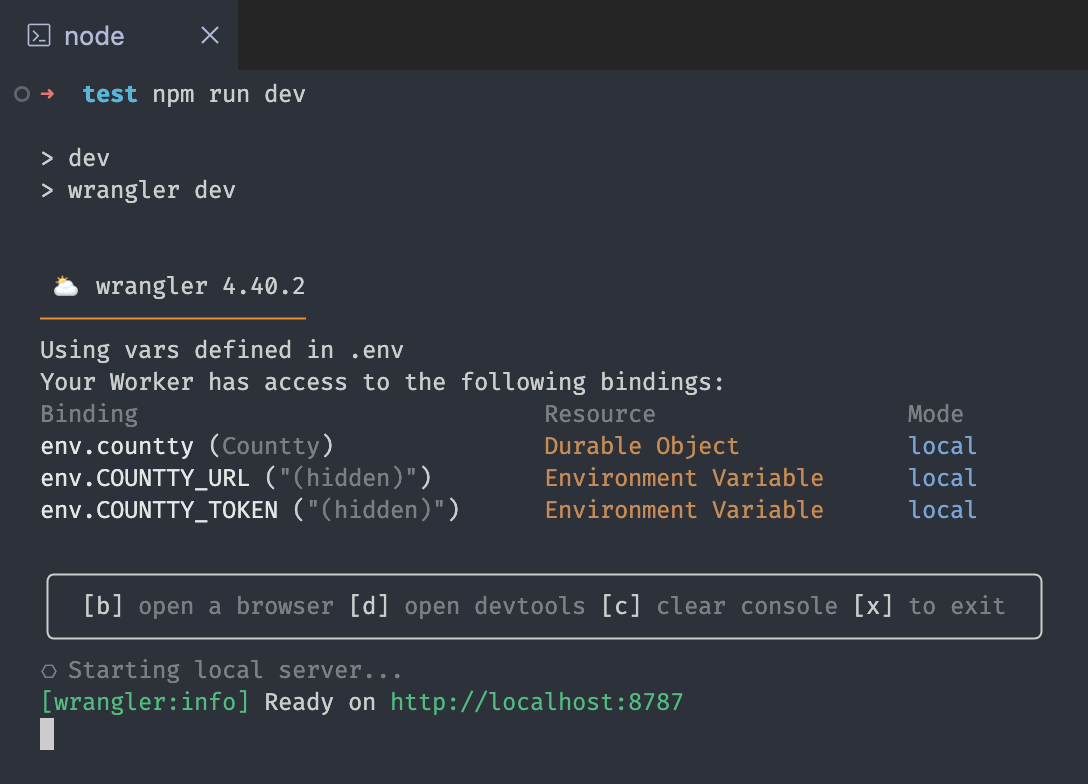 node
test npm run dev
> dev
> wrangler dev
⛅ wrangler 4.40.2
Using vars defined in .env
Your Worker has access to the following bindings:
Binding Resource Mode
env.countty (Countty) Durable Object local
env.COUNTTY_URL ("(hidden)") Environment Variable local
env.COUNTTY_TOKEN ("(hidden)") Environment Variable local
[b] open a browser [d] open devtools [c] clear console [x] to exit
Starting local server...
[wrangler:info] Ready on http://localhost:8787